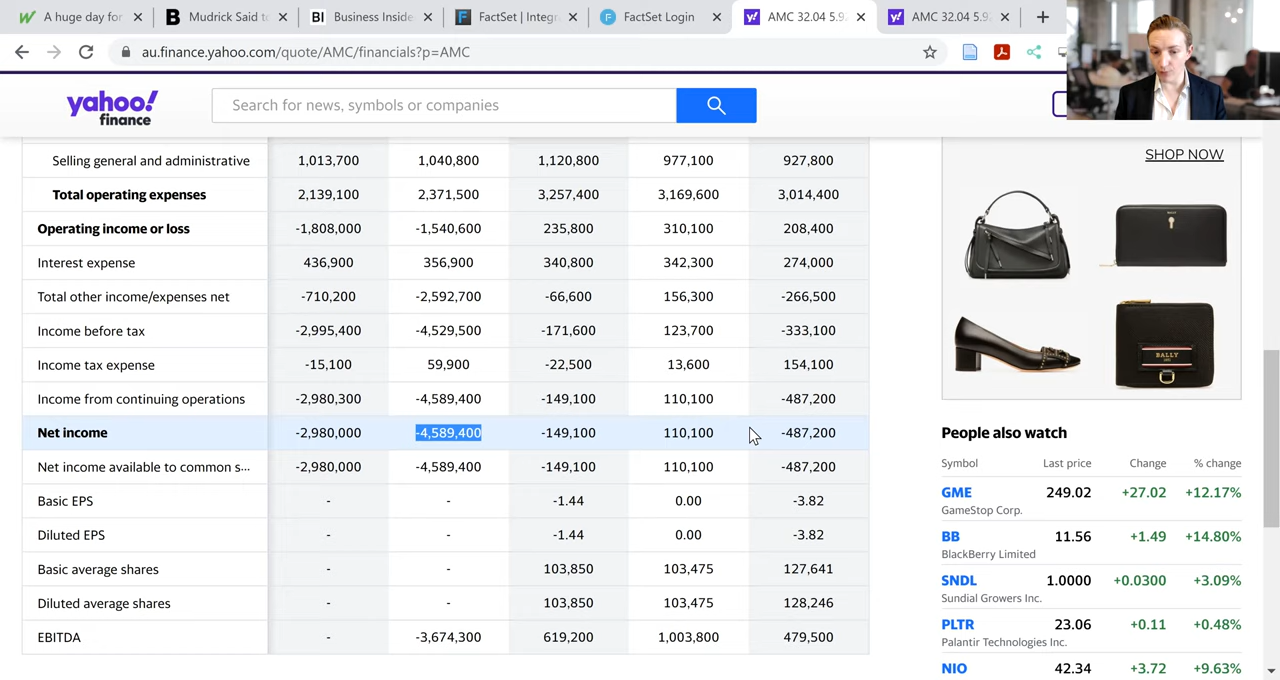 A huge day for
Mudrick Said to
Business Inside
FactSet | Integr
FactSet Login
AMC 32.04 5.9
AMC 32.04 5.92
au.finance.yahoo.com/quote/AMC/financials?p=AMC
yahoo!
finance
Search for news, symbols or companies
SHOP NOW
Selling general and administrative 1,013,700 1,040,800 1,120,800 977,100 927,800
Total operating expenses 2,139,100 2,371,500 3,257,400 3,169,600 3,014,400
Operating income or loss -1,808,000 -1,540,600 235,800 310,100 208,400
Interest expense 436,900 356,900 340,800 342,300 274,000
Total other income/expenses net -710,200 -2,592,700 -66,600 156,300 -266,500
Income before tax -2,995,400 -4,529,500 -171,600 123,700 -333,100
Income tax expense -15,100 59,900 -22,500 13,600 154,100
Income from continuing operations -2,980,300 -4,589,400 -149,100 110,100 -487,200
Net income -2,980,000 -4,589,400 -149,100 110,100 -487,200
Net income available to common s... -2,980,000 -4,589,400 -149,100 110,100 -487,200
Basic EPS - - -1.44 0.00 -3.82
Diluted EPS - - -1.44 0.00 -3.82
Basic average shares - - 103,850 103,475 127,641
Diluted average shares - - 103,850 103,475 128,246
EBITDA - -3,674,300 619,200 1,003,800 479,500
BALLY
People also watch
Symbol Last price Change % change
GME 249.02 +27.02 +12.17%
GameStop Corp.
BB 11.56 +1.49 +14.80%
BlackBerry Limited
SNDL 1.0000 +0.0300 +3.09%
Sundial Growers Inc.
PLTR 23.06 +0.11 +0.48%
Palantir Technologies Inc.
NIO 42.34 +3.72 +9.63%